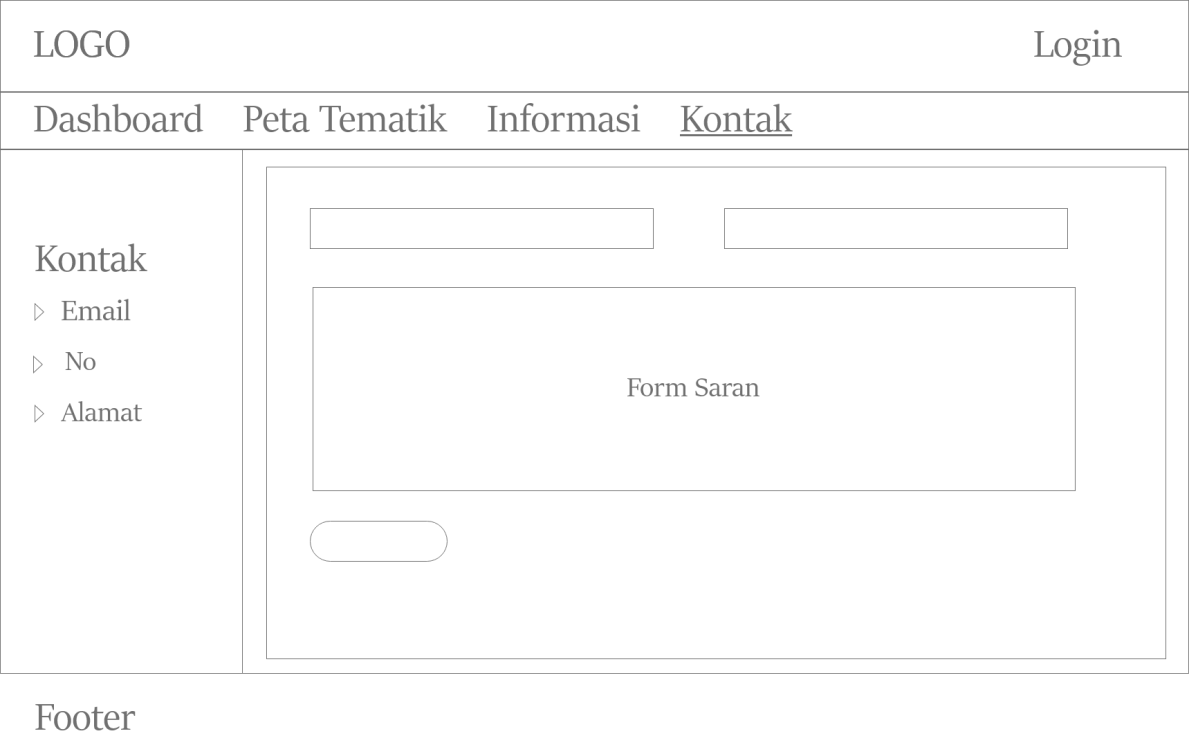 LOGO
Login
Dashboard Peta Tematik Informasi Kontak
Kontak
Email
No
Alamat
Form Saran
Footer